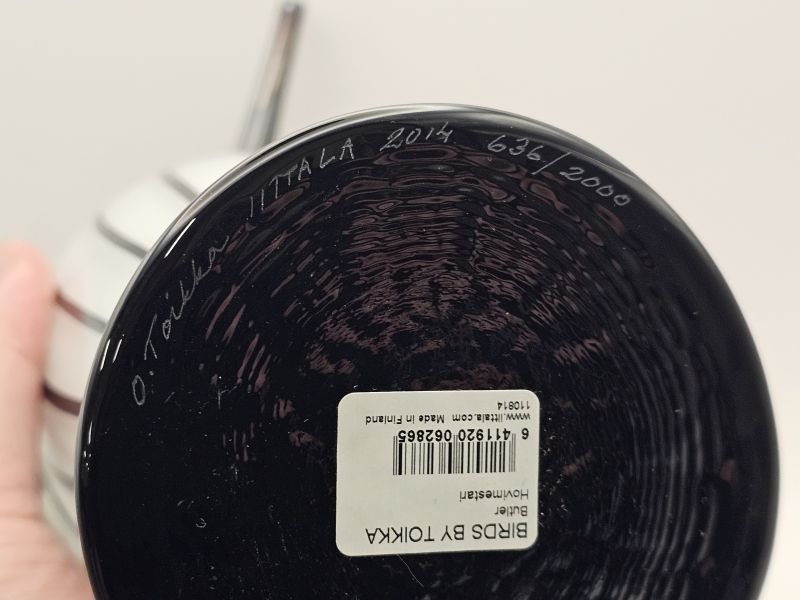 O. Toikka IITTALA 2014 636/2000
BIRDS BY TOIKKA
Butler
Hovimestari
6 411920 062865
www.iittala.com Made in Finland
110814